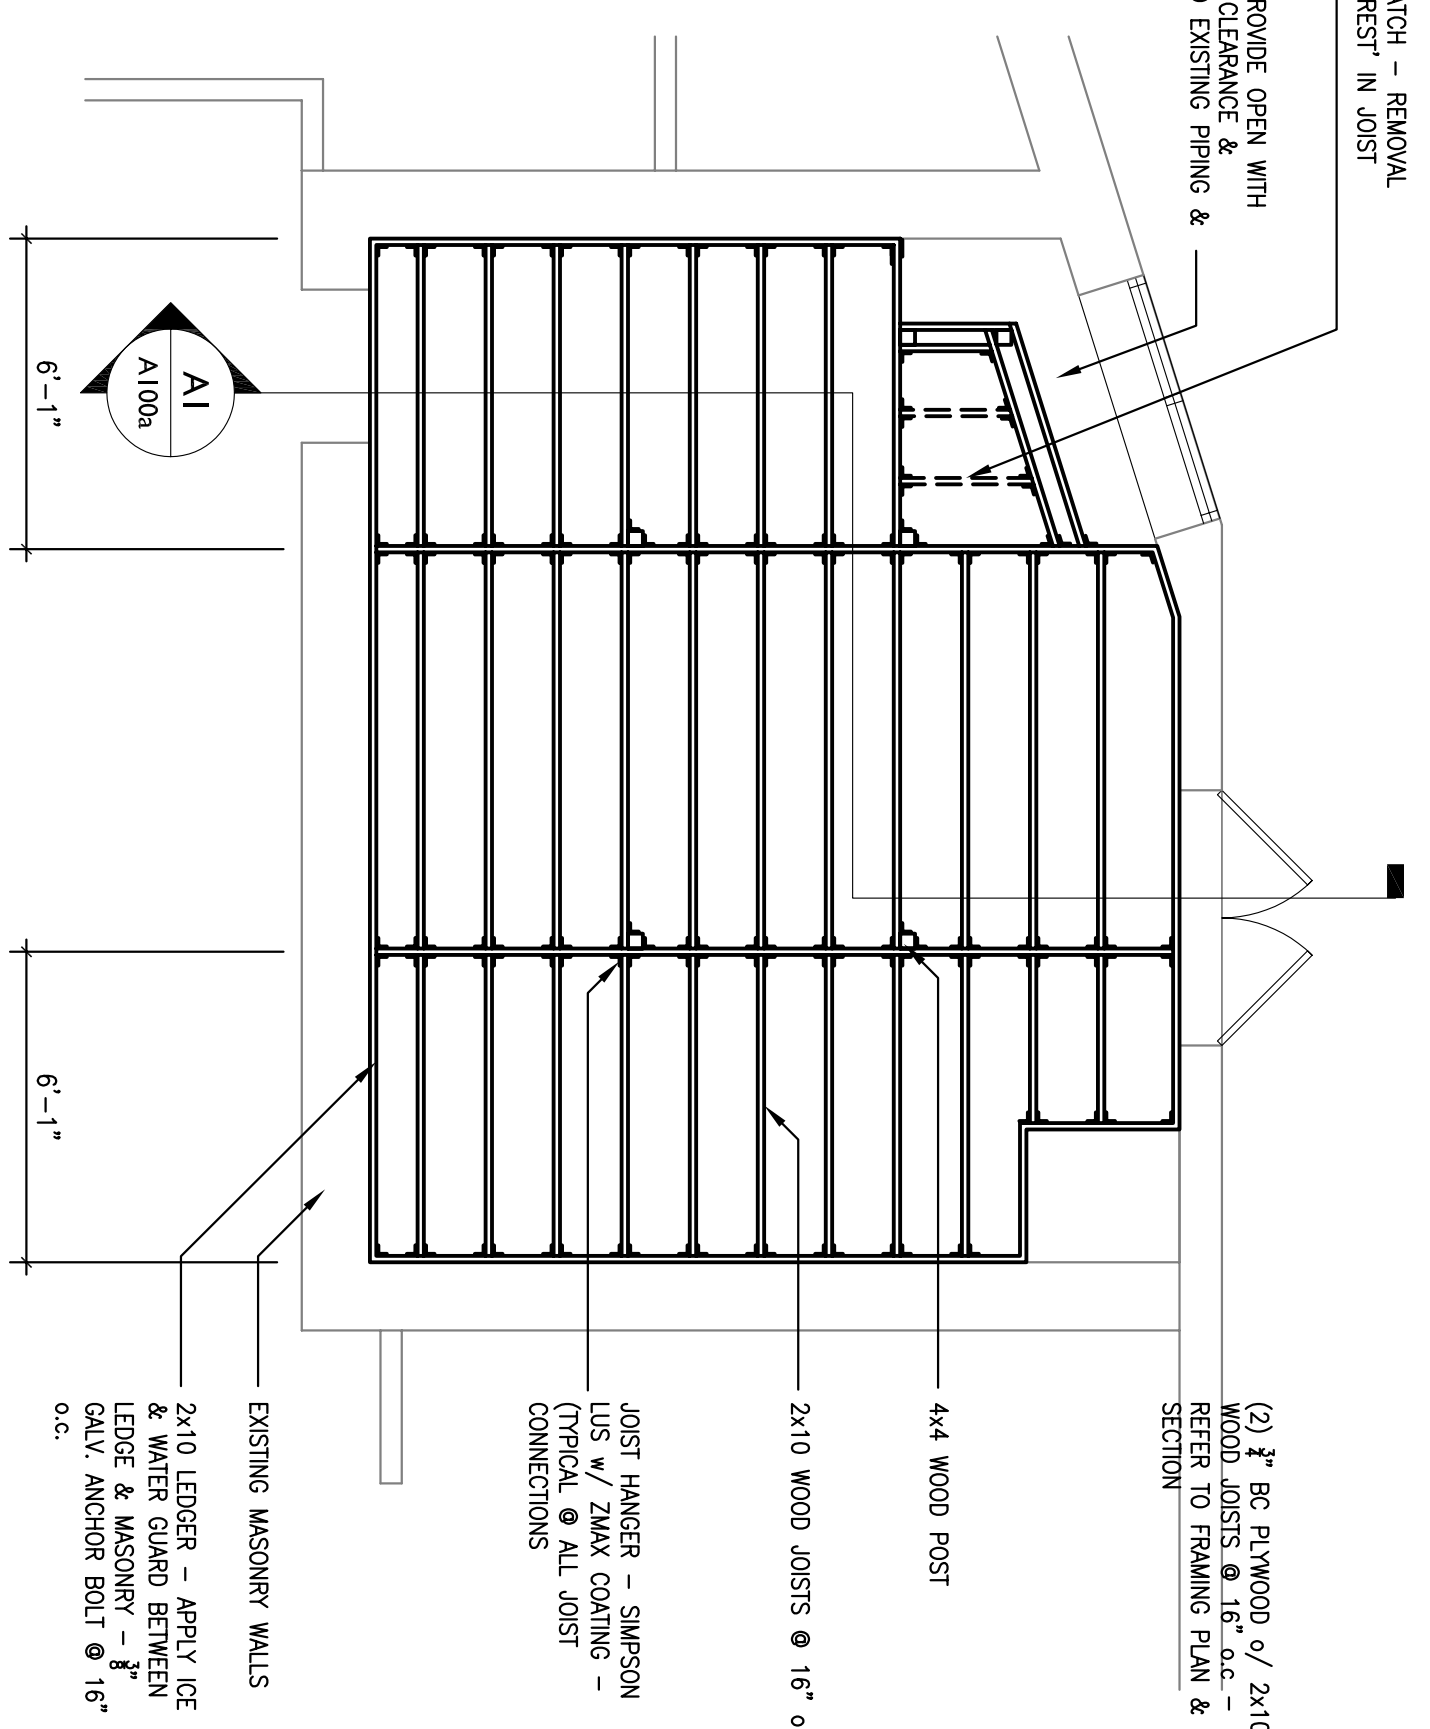 ATCH – REMOVAL
REST' IN JOIST
ROVIDE OPEN WITH
CLEARANCE &
EXISTING PIPING &
A1
A100a
6'–1"
6'–1"
(2) ¾" BC PLYWOOD o/ 2x10
WOOD JOISTS @ 16" o.c. –
REFER TO FRAMING PLAN &
SECTION
4x4 WOOD POST
2x10 WOOD JOISTS @ 16" o
JOIST HANGER – SIMPSON
LUS w/ ZMAX COATING –
(TYPICAL @ ALL JOIST
CONNECTIONS
EXISTING MASONRY WALLS
2x10 LEDGER – APPLY ICE
& WATER GUARD BETWEEN
LEDGE & MASONRY – ⅜"
GALV. ANCHOR BOLT @ 16"
o.c.